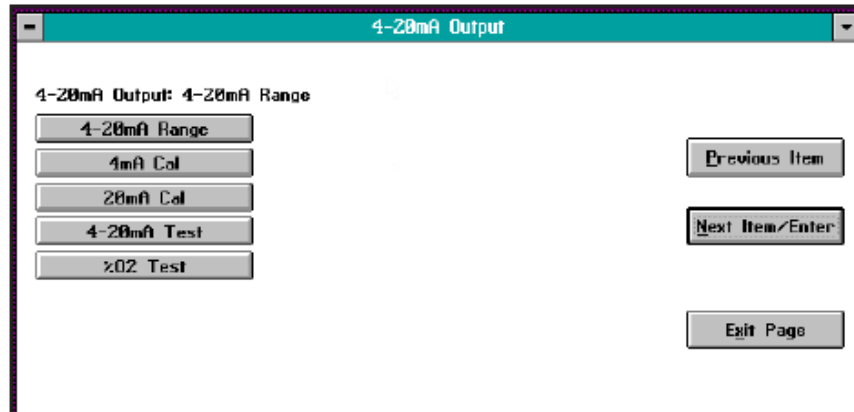 4-20mA Output
4-20mA Output: 4-20mA Range
4-20mA Range
4mA Cal
20mA Cal
4-20mA Test
%O2 Test
Previous Item
Next Item/Enter
Exit Page